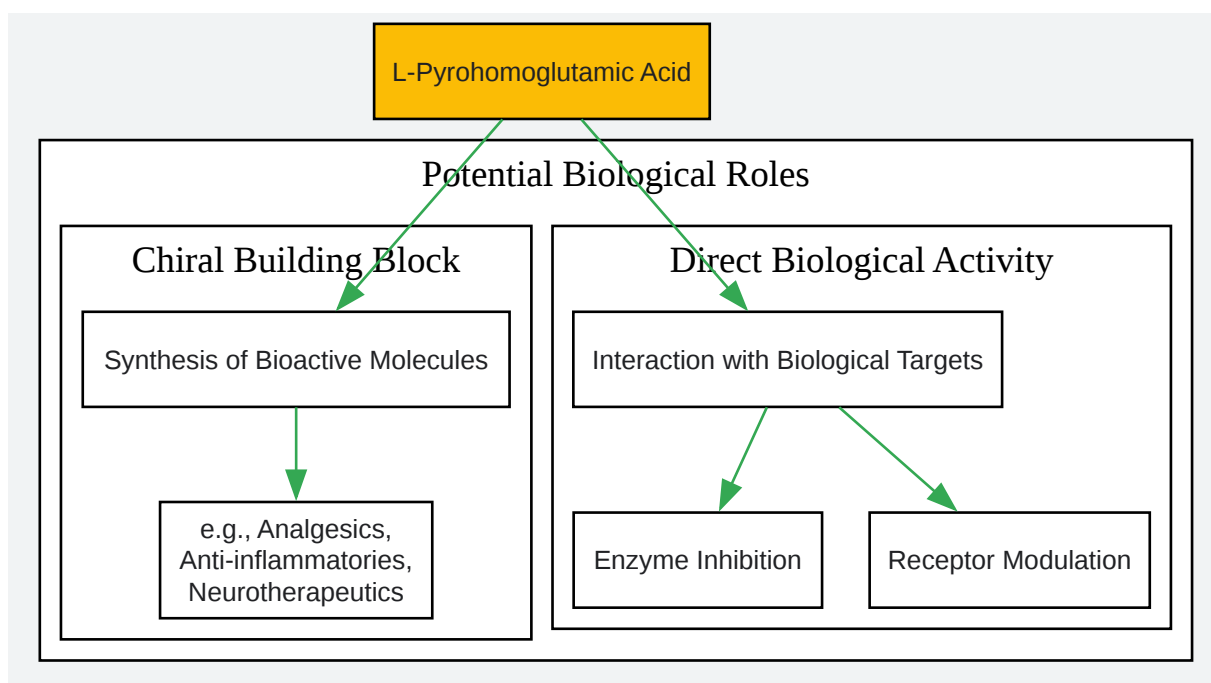 L-Pyrohomoglutamic Acid
Potential Biological Roles
Chiral Building Block
Synthesis of Bioactive Molecules
e.g., Analgesics,
Anti-inflammatories,
Neurotherapeutics
Direct Biological Activity
Interaction with Biological Targets
Enzyme Inhibition
Receptor Modulation